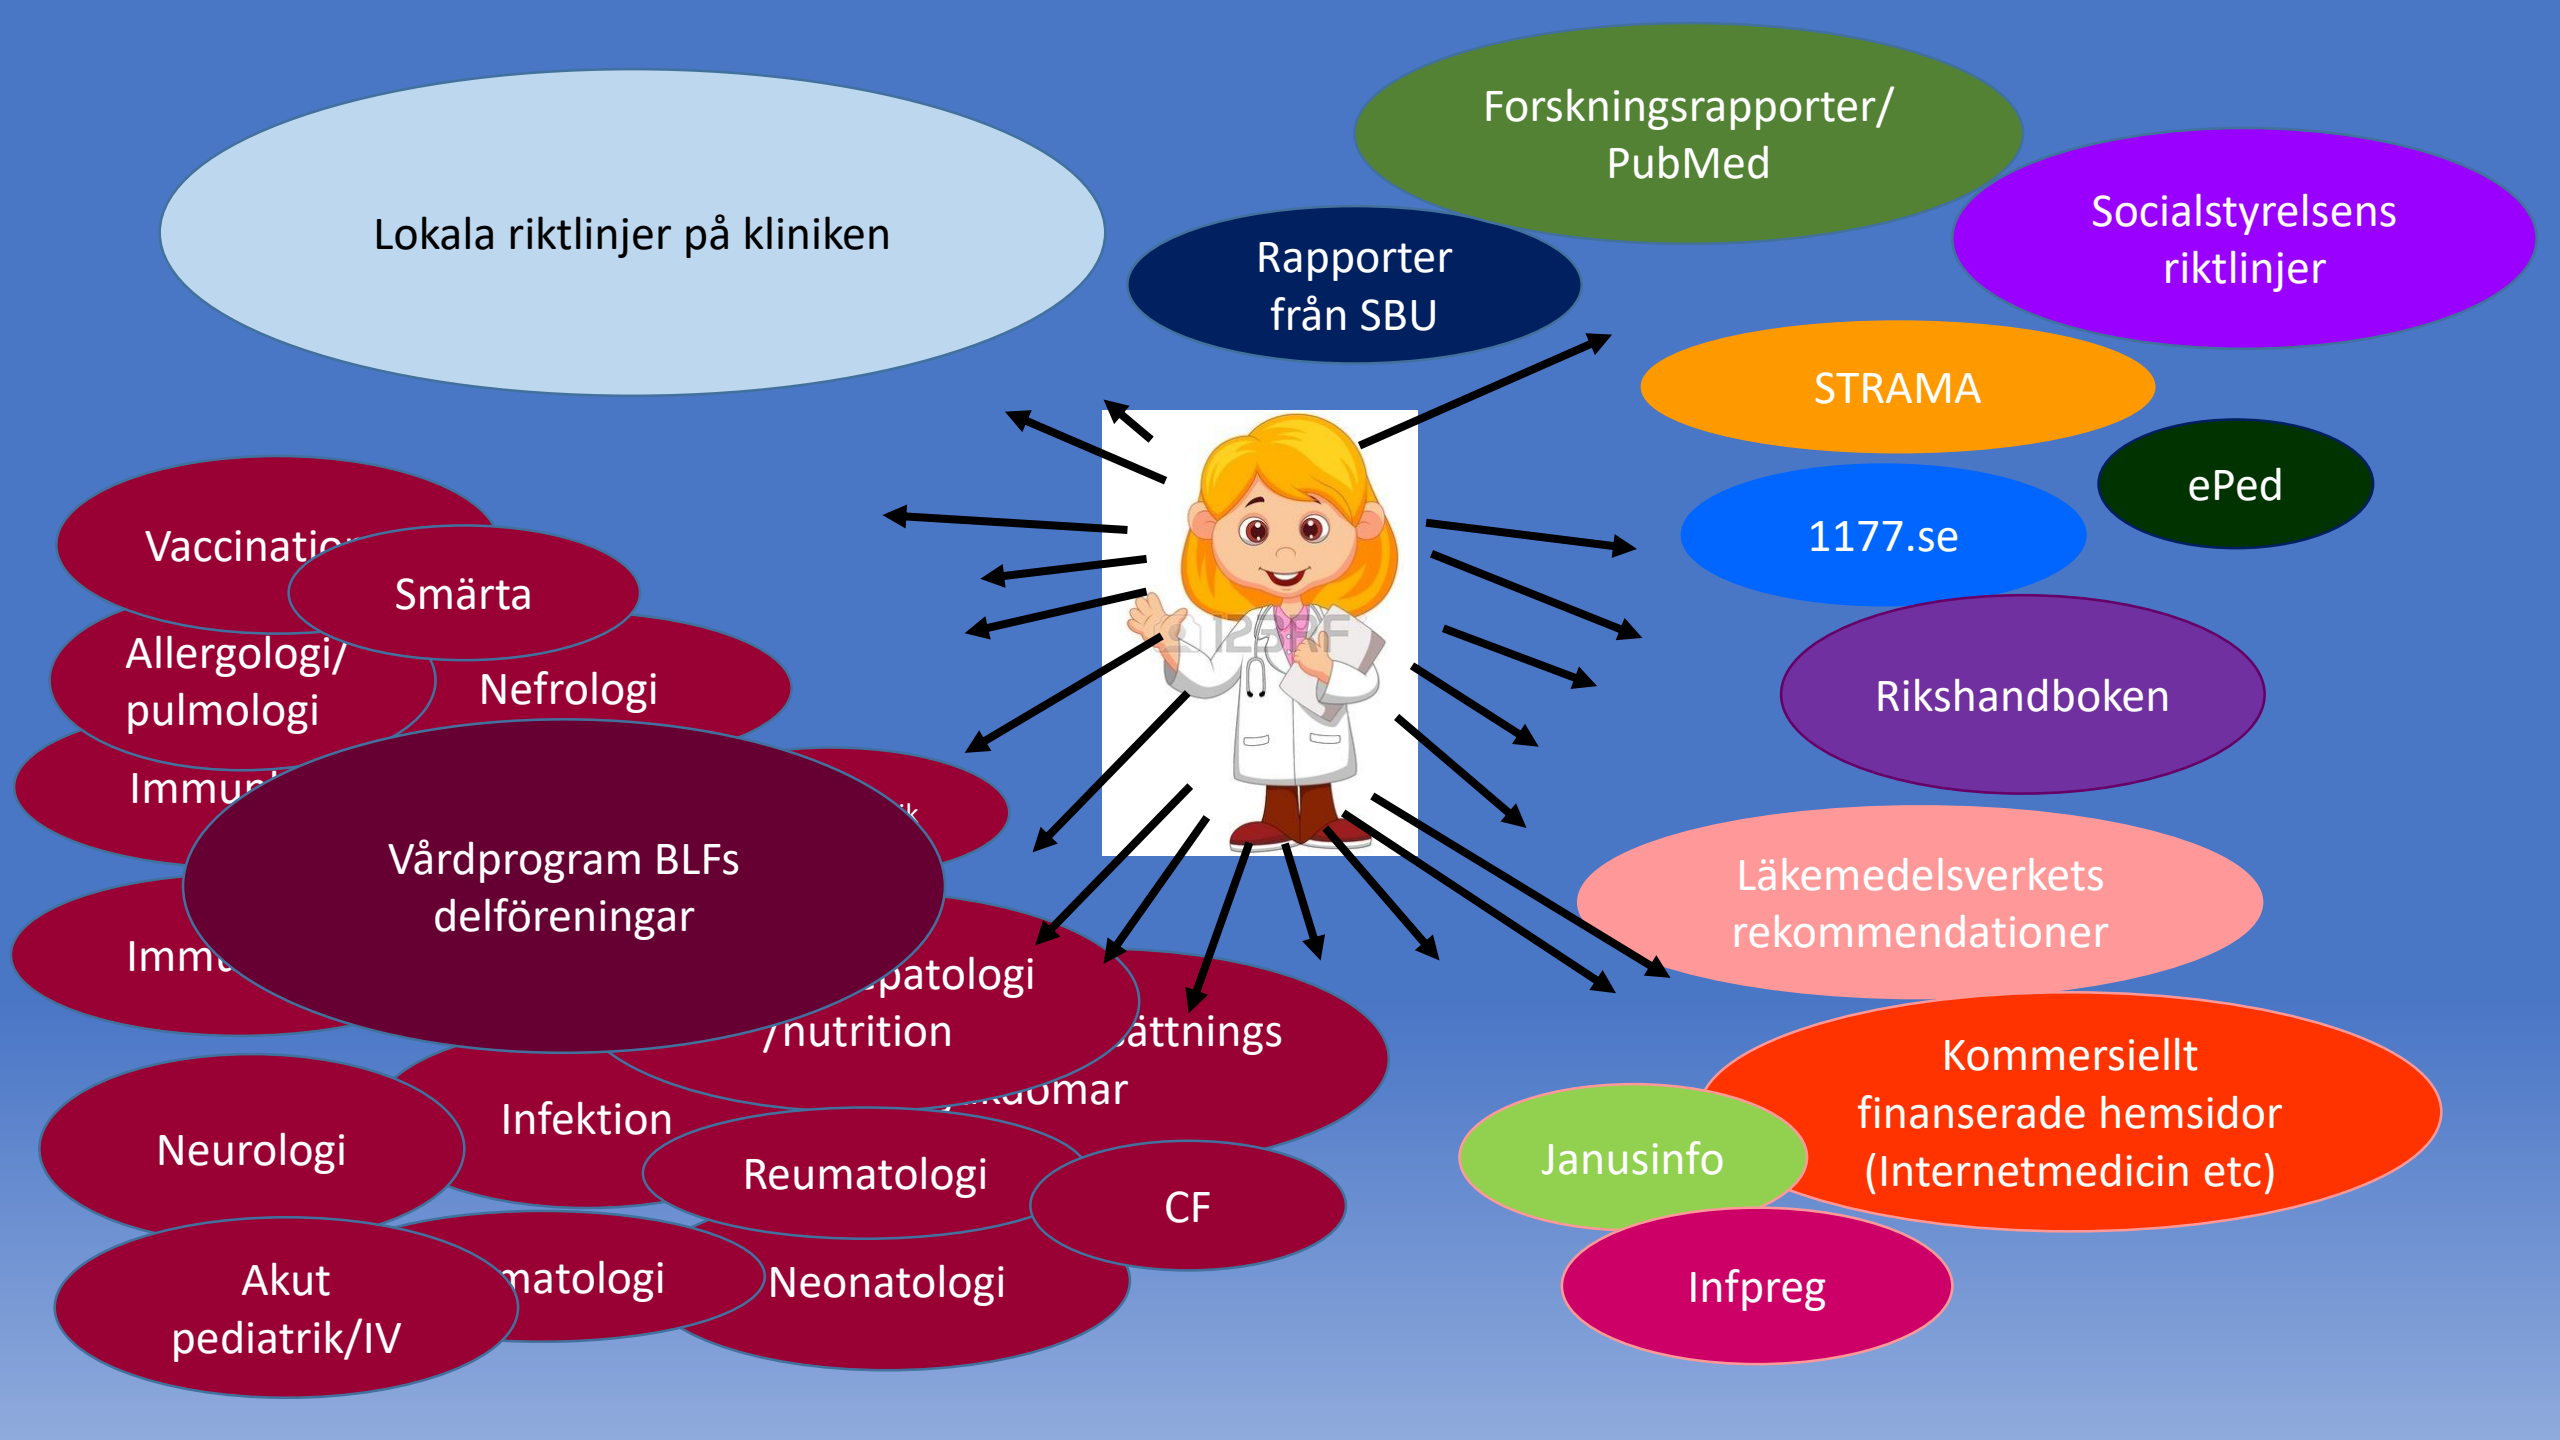 Forskningsrapporter/
PubMed
Lokala riktlinjer på kliniken
Socialstyrelsens
riktlinjer
Rapporter
från SBU
STRAMA
ePed
1177.se
Smärta
Allergologi/
pulmologi
Nefrologi
Rikshandboken
123RF
Vårdprogram BLFs
delföreningar
Läkemedelsverkets
rekommendationer
/nutrition
Infektion
Neurologi
Reumatologi
CF
Neonatologi
Akut
pediatrik/IV
Kommersiellt
finanserade hemsidor
(Internetmedicin etc)
Janusinfo
Infpreg